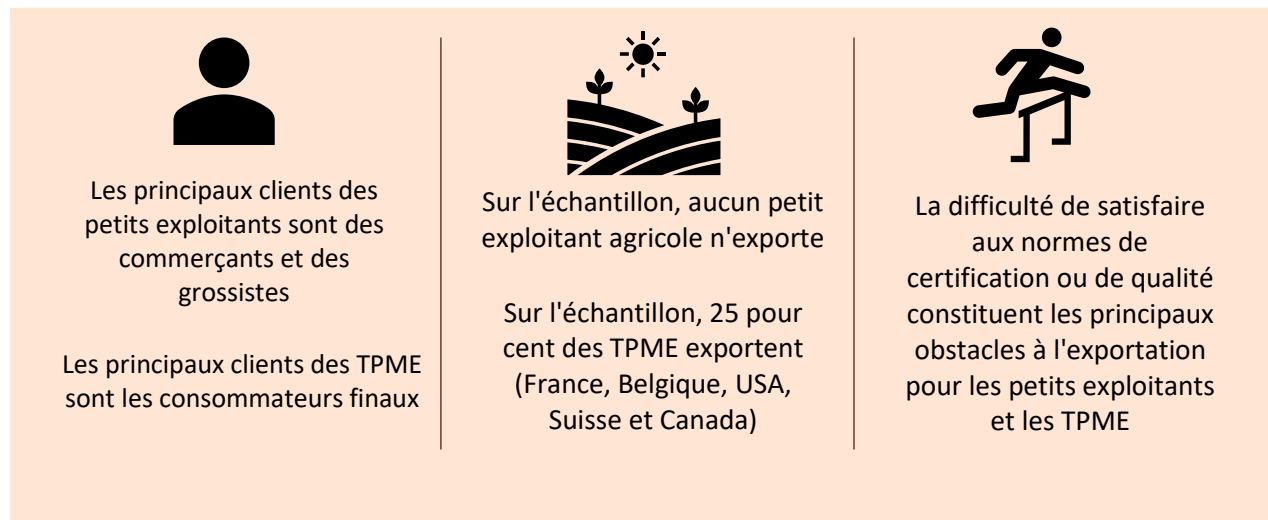 Les principaux clients des
petits exploitants sont des
commerçants et des
grossistes
Les principaux clients des TPME
sont les consommateurs finaux
Sur l'échantillon, aucun petit
exploitant agricole n'exporte
Sur l'échantillon, 25 pour
cent des TPME exportent
(France, Belgique, USA,
Suisse et Canada)
La difficulté de satisfaire
aux normes de
certification ou de qualité
constituent les principaux
obstacles à l'exportation
pour les petits exploitants
et les TPME